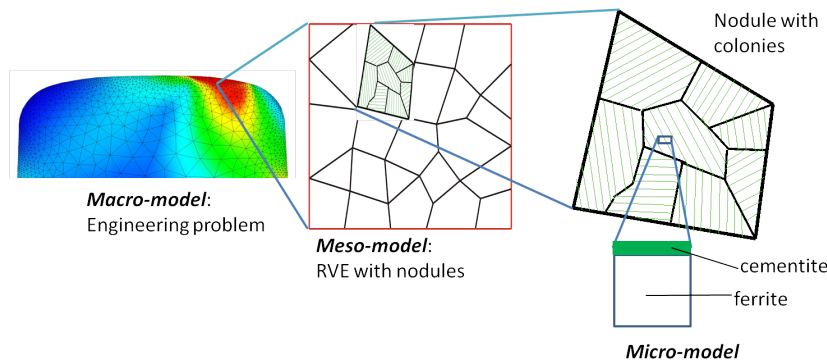 Macro-model:
Engineering problem
Meso-model:
RVE with nodules
Nodule with
colonies
cementite
ferrite
Micro-model